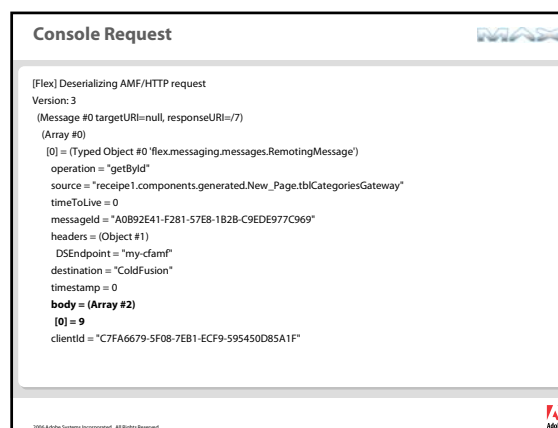 Console Request
MAX
[Flex] Deserializing AMF/HTTP request
Version: 3
(Message #0 targetURI=null, responseURI=/7)
(Array #0)
[0] = (Typed Object #0 'flex.messaging.messages.RemotingMessage')
operation = "getById"
source = "receipe1.components.generated.New_Page.tblCategoriesGateway"
timeToLive = 0
messageId = "A0B92E41-F281-57E8-1B2B-C9EDE977C969"
headers = (Object #1)
DSEndpoint = "my-cfamf"
destination = "ColdFusion"
timestamp = 0
body = (Array #2)
[0] = 9
clientId = "C7FA6679-5F08-7EB1-ECF9-595450D85A1F"
2006 Adobe Systems Incorporated. All Rights Reserved.